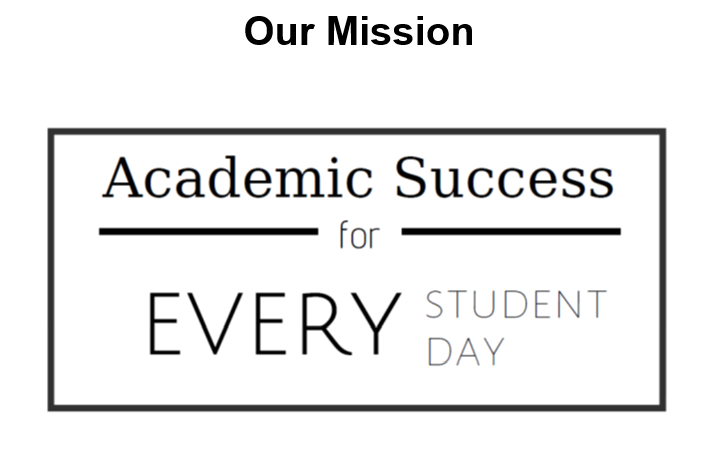 Our Mission
Academic Success
for
EVERY STUDENT
DAY